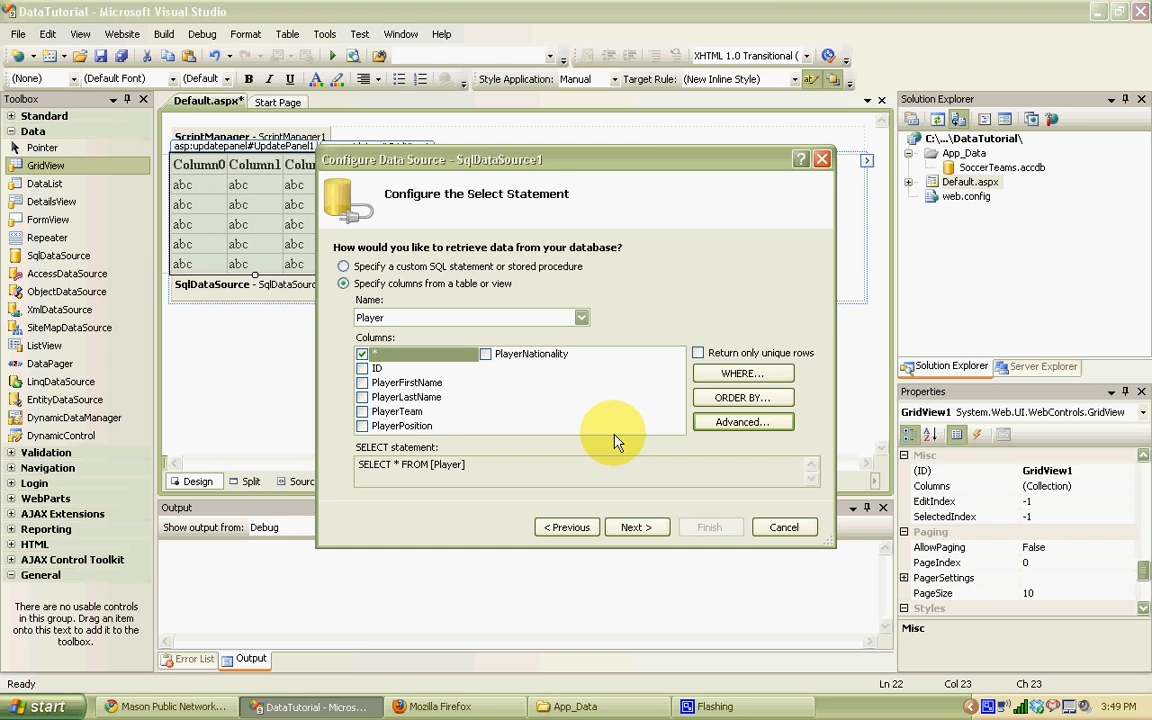 DataTutorial - Microsoft Visual Studio
File Edit View Website Build Debug Format Table Tools Test Window Help
XHTML 1.0 Transitional (
(None) (Default Font) (Default B I U A Style Application: Manual Target Rule: (New Inline Style)
Toolbox
Standard
Data
Pointer
GridView
DataList
DetailsView
FormView
Repeater
SqlDataSource
AccessDataSource
ObjectDataSource
XmlDataSource
SiteMapDataSource
ListView
DataPager
LinqDataSource
EntityDataSource
DynamicDataManager
DynamicControl
Validation
Navigation
Login
WebParts
AJAX Extensions
Reporting
HTML
AJAX Control Toolkit
General
There are no usable controls
in this group. Drag an item
onto this text to add it to the
toolbox.
Default.aspx* Start Page
ScriptManager - ScriptManager1
asp:updatepanel#UpdatePanel1
Column0 Column1 Colu
abc abc abc
abc abc abc
abc abc abc
abc abc abc
abc abc abc
SqlDataSource - SqlDataSour
Design Split Sourc
Configure Data Source - SqlDataSource1
Configure the Select Statement
How would you like to retrieve data from your database?
Specify a custom SQL statement or stored procedure
Specify columns from a table or view
Name:
Player
Columns:
* PlayerNationality
ID
PlayerFirstName
PlayerLastName
PlayerTeam
PlayerPosition
Return only unique rows
WHERE...
ORDER BY...
Advanced...
SELECT statement:
SELECT * FROM [Player]
< Previous Next > Finish Cancel
Output
Show output from: Debug
Error List Output
Solution Explorer
C:\...\DataTutorial\
App_Data
SoccerTeams.accdb
Default.aspx
web.config
Solution Explorer Server Explorer
Properties
GridView1 System.Web.UI.WebControls.GridView
Misc
(ID) GridView1
Columns (Collection)
EditIndex -1
SelectedIndex -1
Paging
AllowPaging False
PageIndex 0
PagerSettings
PageSize 10
Styles
Misc
Ready Ln 22 Col 23 Ch 23
start Mason Public Network... DataTutorial - Micros... Mozilla Firefox App_Data Flashing 3:49 PM